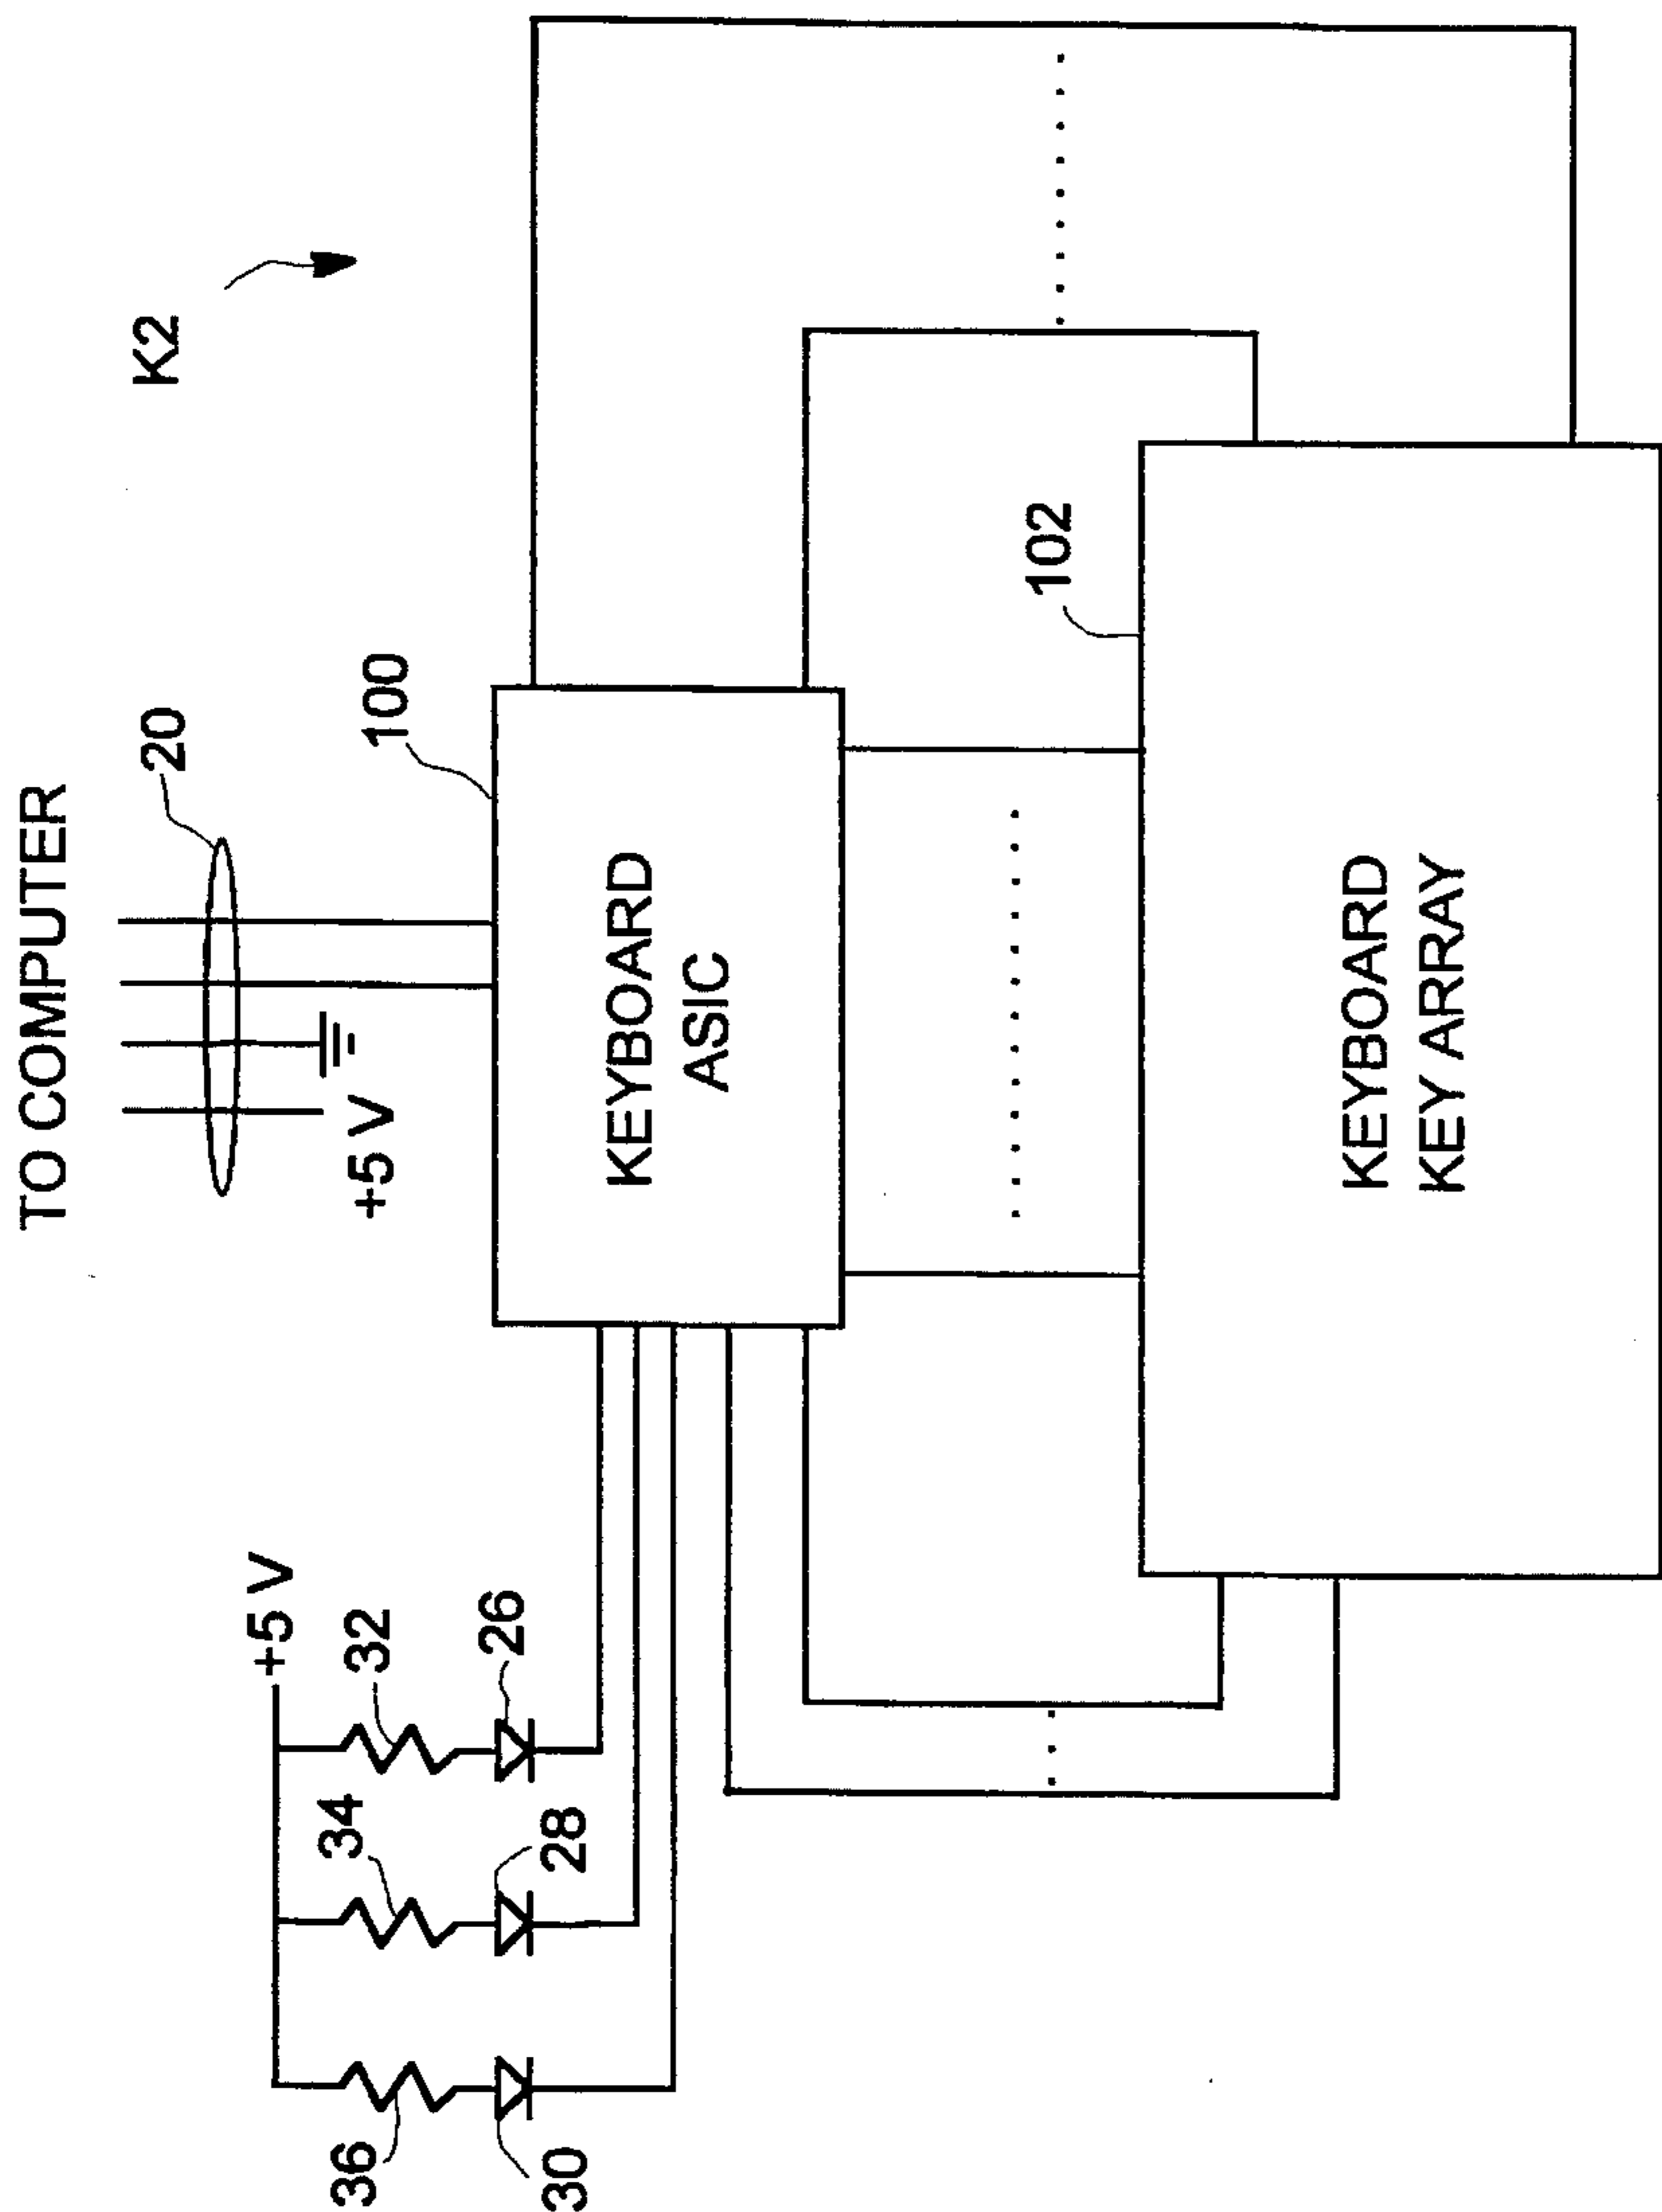 TO COMPUTER
20
K2
+5 V
100
+5 V
36
34
32
30
28
26
KEYBOARD
ASIC
102
KEYBOARD
KEY ARRAY